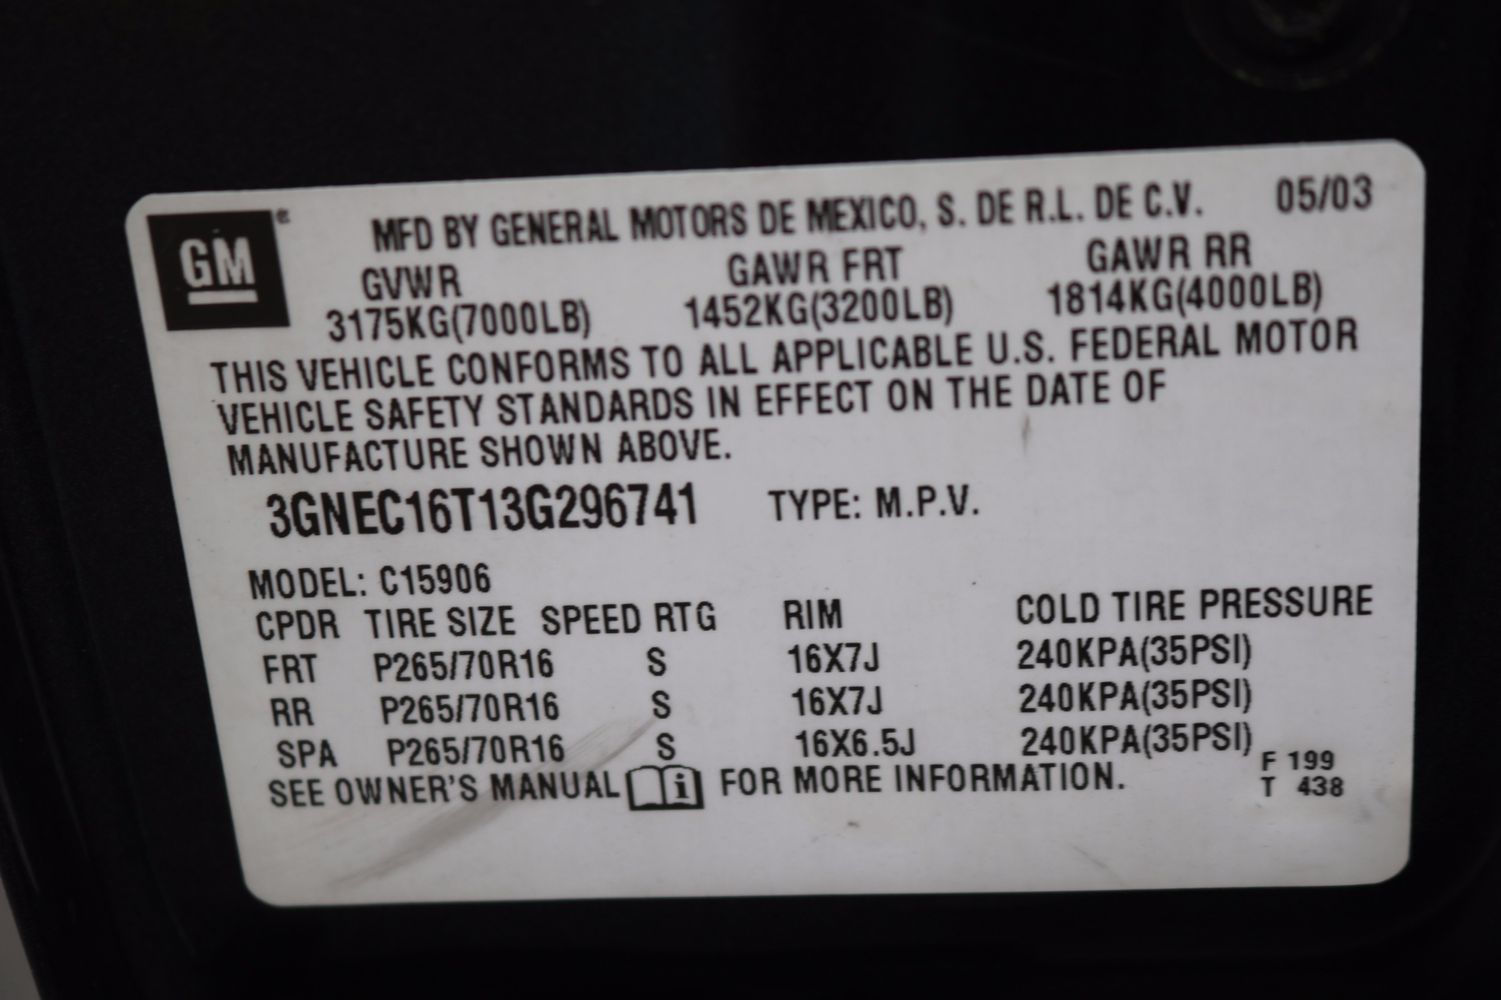 GM® MFD BY GENERAL MOTORS DE MEXICO, S. DE R.L. DE C.V. 05/03
GVWR GAWR FRT GAWR RR
3175KG(7000LB) 1452KG(3200LB) 1814KG(4000LB)
THIS VEHICLE CONFORMS TO ALL APPLICABLE U.S. FEDERAL MOTOR
VEHICLE SAFETY STANDARDS IN EFFECT ON THE DATE OF
MANUFACTURE SHOWN ABOVE.
3GNEC16T13G296741 TYPE: M.P.V.
MODEL: C15906
CPDR TIRE SIZE SPEED RTG RIM COLD TIRE PRESSURE
FRT P265/70R16 S 16X7J 240KPA(35PSI)
RR P265/70R16 S 16X7J 240KPA(35PSI)
SPA P265/70R16 S 16X6.5J 240KPA(35PSI)
SEE OWNER'S MANUAL i FOR MORE INFORMATION.
F 199
T 438